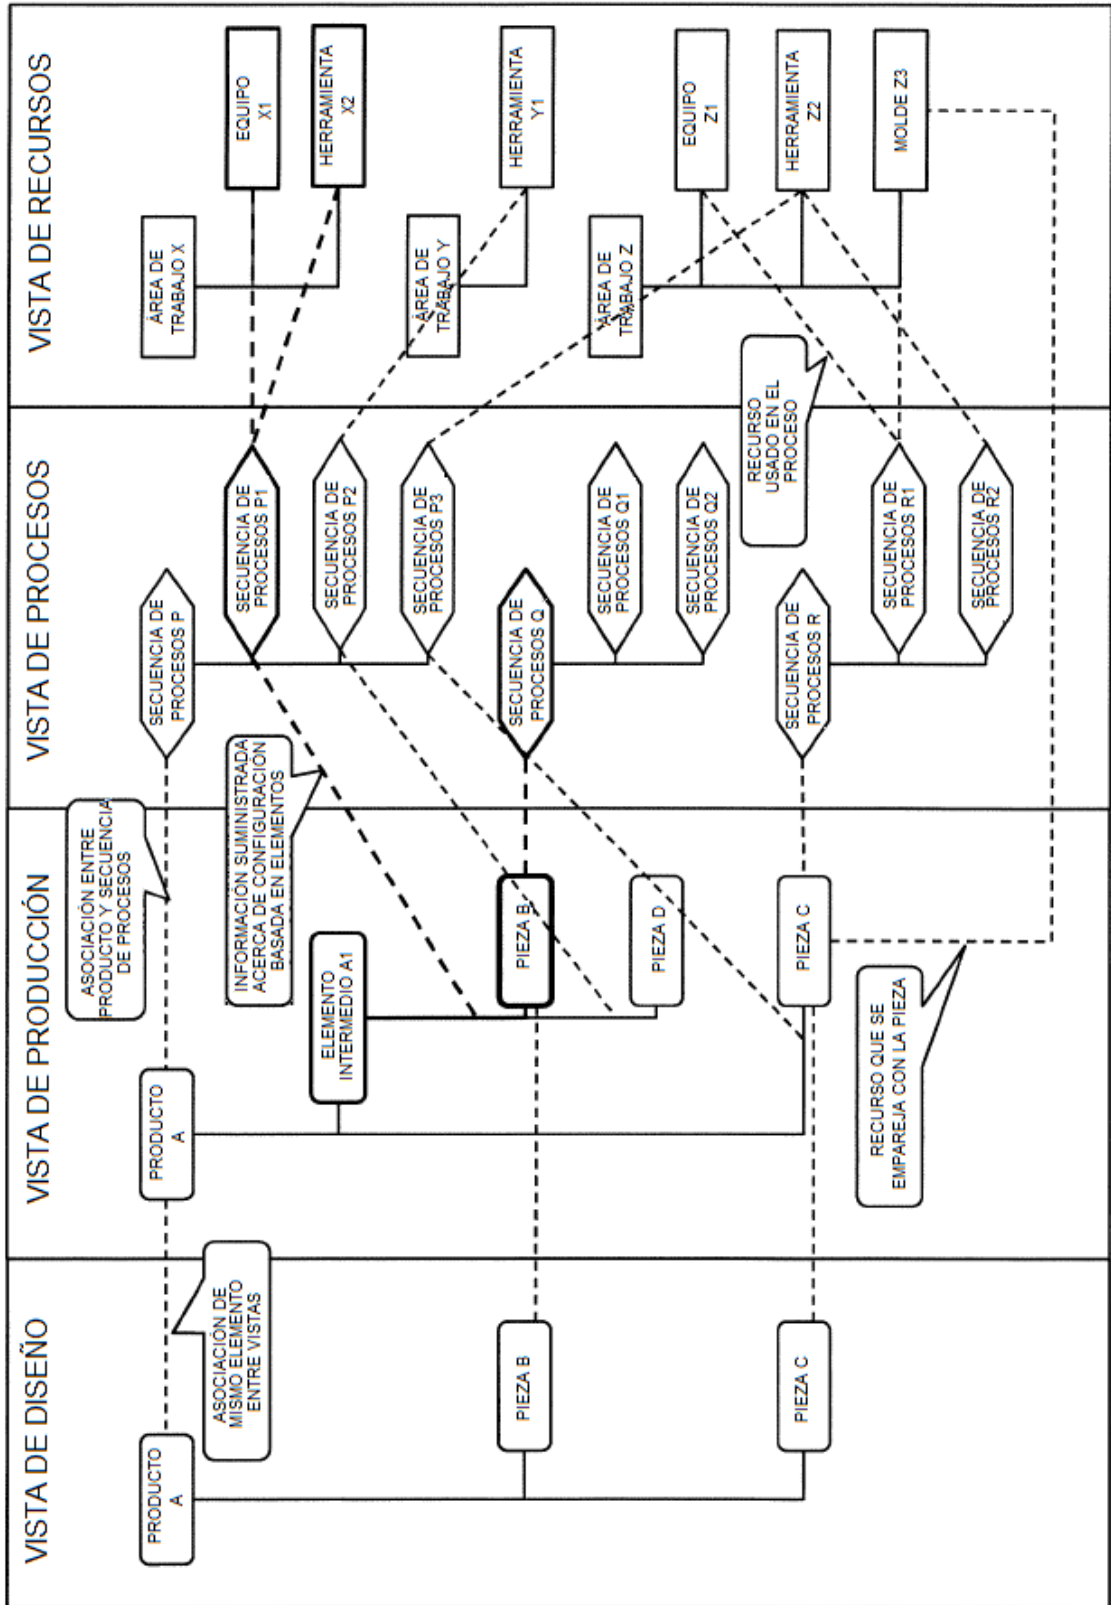 VISTA DE DISEÑO
PRODUCTO
A
ASOCIACIÓN DE
MISMO ELEMENTO
ENTRE VISTAS
PIEZA B
PIEZA C
VISTA DE PRODUCCIÓN
ASOCIACIÓN ENTRE
PRODUCTO Y SECUENCIA
DE PROCESOS
PRODUCTO
A
INFORMACIÓN SUMINISTRADA
ACERCA DE CONFIGURACIÓN
BASADA EN ELEMENTOS
ELEMENTO
INTERMEDIO A1
PIEZA B
PIEZA D
PIEZA C
RECURSO QUE SE
EMPAREJA CON LA PIEZA
VISTA DE PROCESOS
SECUENCIA DE
PROCESOS P
SECUENCIA DE
PROCESOS P1
SECUENCIA DE
PROCESOS P2
SECUENCIA DE
PROCESOS P3
SECUENCIA DE
PROCESOS Q
SECUENCIA DE
PROCESOS Q1
SECUENCIA DE
PROCESOS Q2
RECURSO
USADO EN EL
PROCESO
SECUENCIA DE
PROCESOS R
SECUENCIA DE
PROCESOS R1
SECUENCIA DE
PROCESOS R2
VISTA DE RECURSOS
ÁREA DE
TRABAJO X
EQUIPO
X1
HERRAMIENTA
X2
ÁREA DE
TRABAJO Y
HERRAMIENTA
Y1
ÁREA DE
TRABAJO Z
EQUIPO
Z1
HERRAMIENTA
Z2
MOLDE Z3